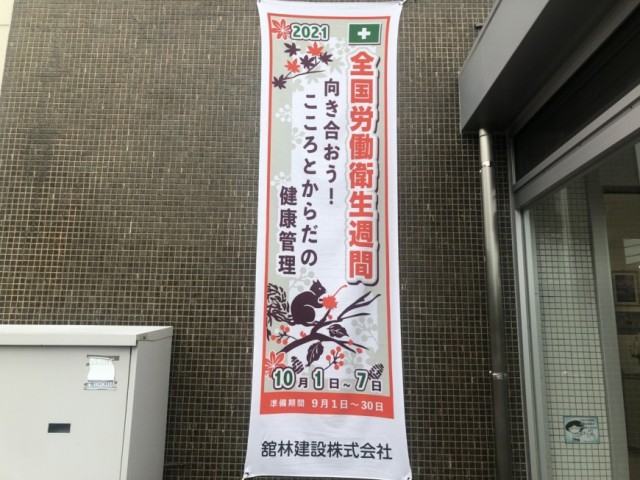 2021
全国労働衛生週間
向き合おう!
こころとからだの
健康管理
10月1日~7日
準備期間 9月1日~30日
舘林建設株式会社